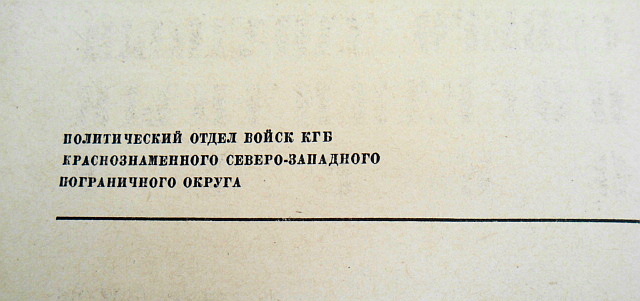 ПОЛИТИЧЕСКИЙ ОТДЕЛ ВОЙСК КГБ
КРАСНОЗНАМЕННОГО СЕВЕРО-ЗАПАДНОГО
ПОГРАНИЧНОГО ОКРУГА